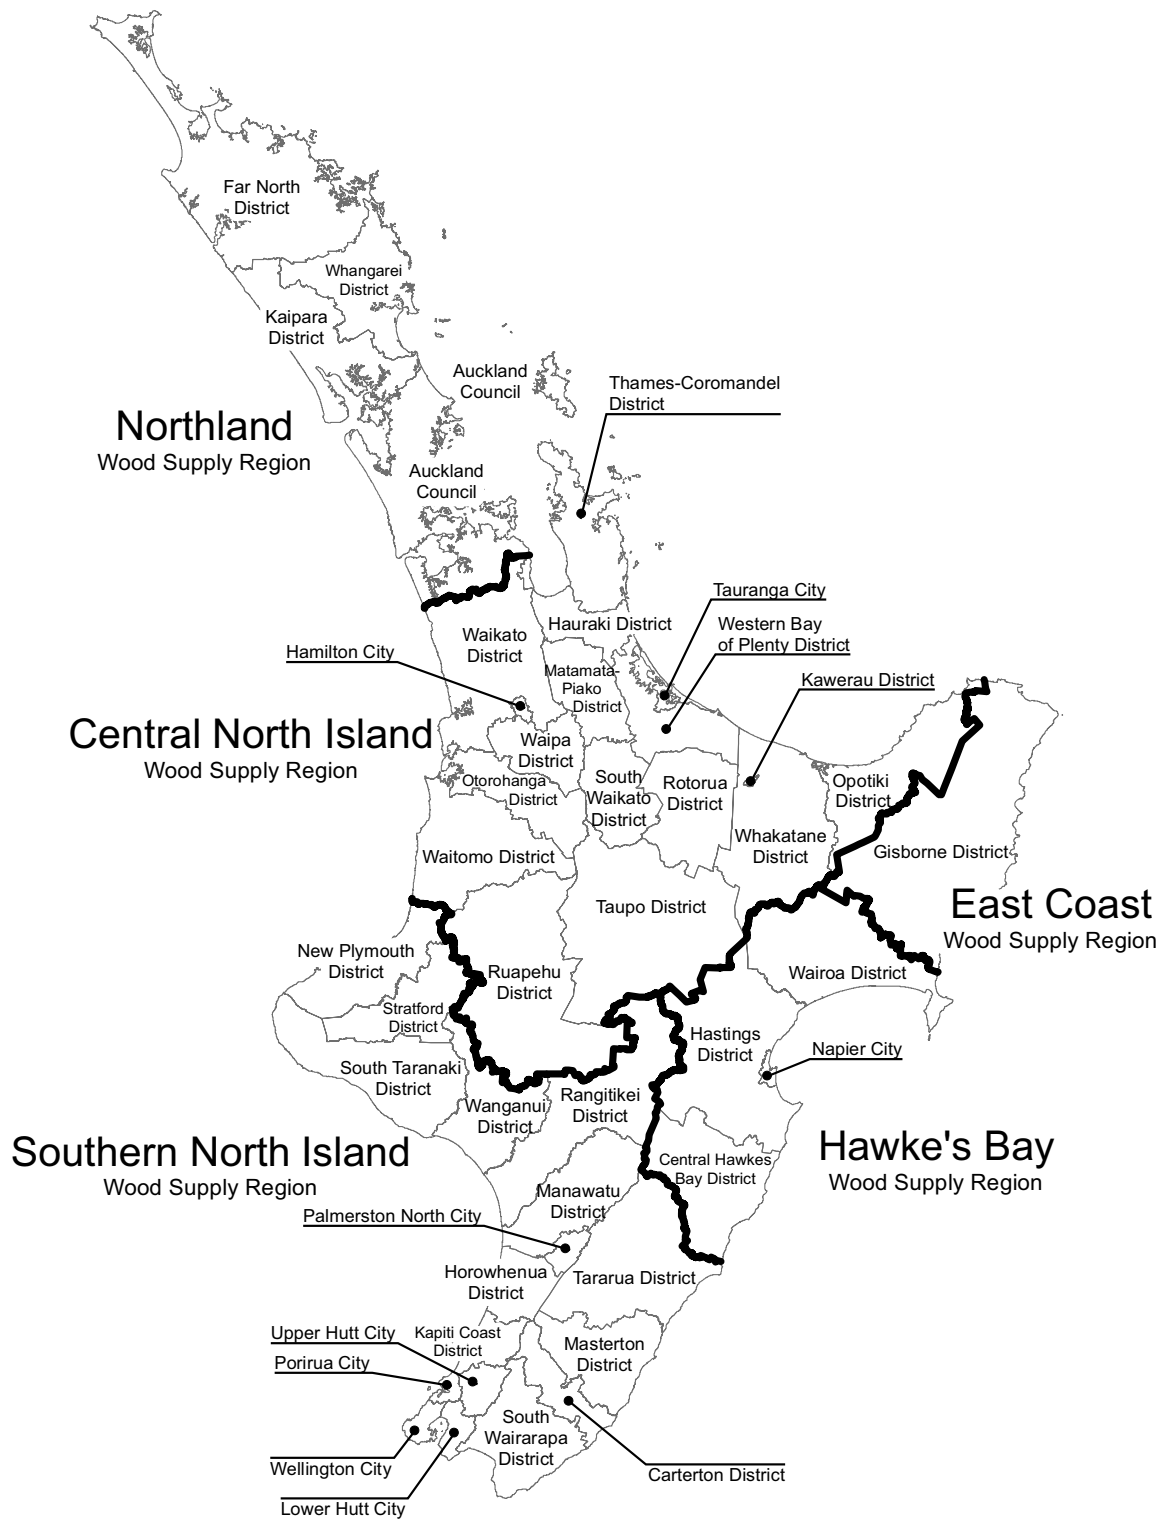 Far North
District
Whangarei
District
Kaipara
District
Auckland
Council
Thames-Coromandel
District
Northland
Wood Supply Region
Auckland
Council
Tauranga City
Western Bay
of Plenty District
Hauraki District
Waikato
District
Hamilton City
Matamata-
Piako
District
Kawerau District
Central North Island
Wood Supply Region
Waipa
District
Otorohanga
District
South
Waikato
District
Rotorua
District
Opotiki
District
Whakatane
District
Gisborne District
Waitomo District
Taupo District
East Coast
Wood Supply Region
New Plymouth
District
Ruapehu
District
Wairoa District
Stratford
District
Hastings
District
Napier City
South Taranaki
District
Wanganui
District
Rangitikei
District
Southern North Island
Wood Supply Region
Hawke's Bay
Wood Supply Region
Central Hawkes
Bay District
Manawatu
District
Palmerston North City
Horowhenua
District
Tararua District
Upper Hutt City
Kapiti Coast
District
Porirua City
Masterton
District
South
Wairarapa
District
Wellington City
Carterton District
Lower Hutt City